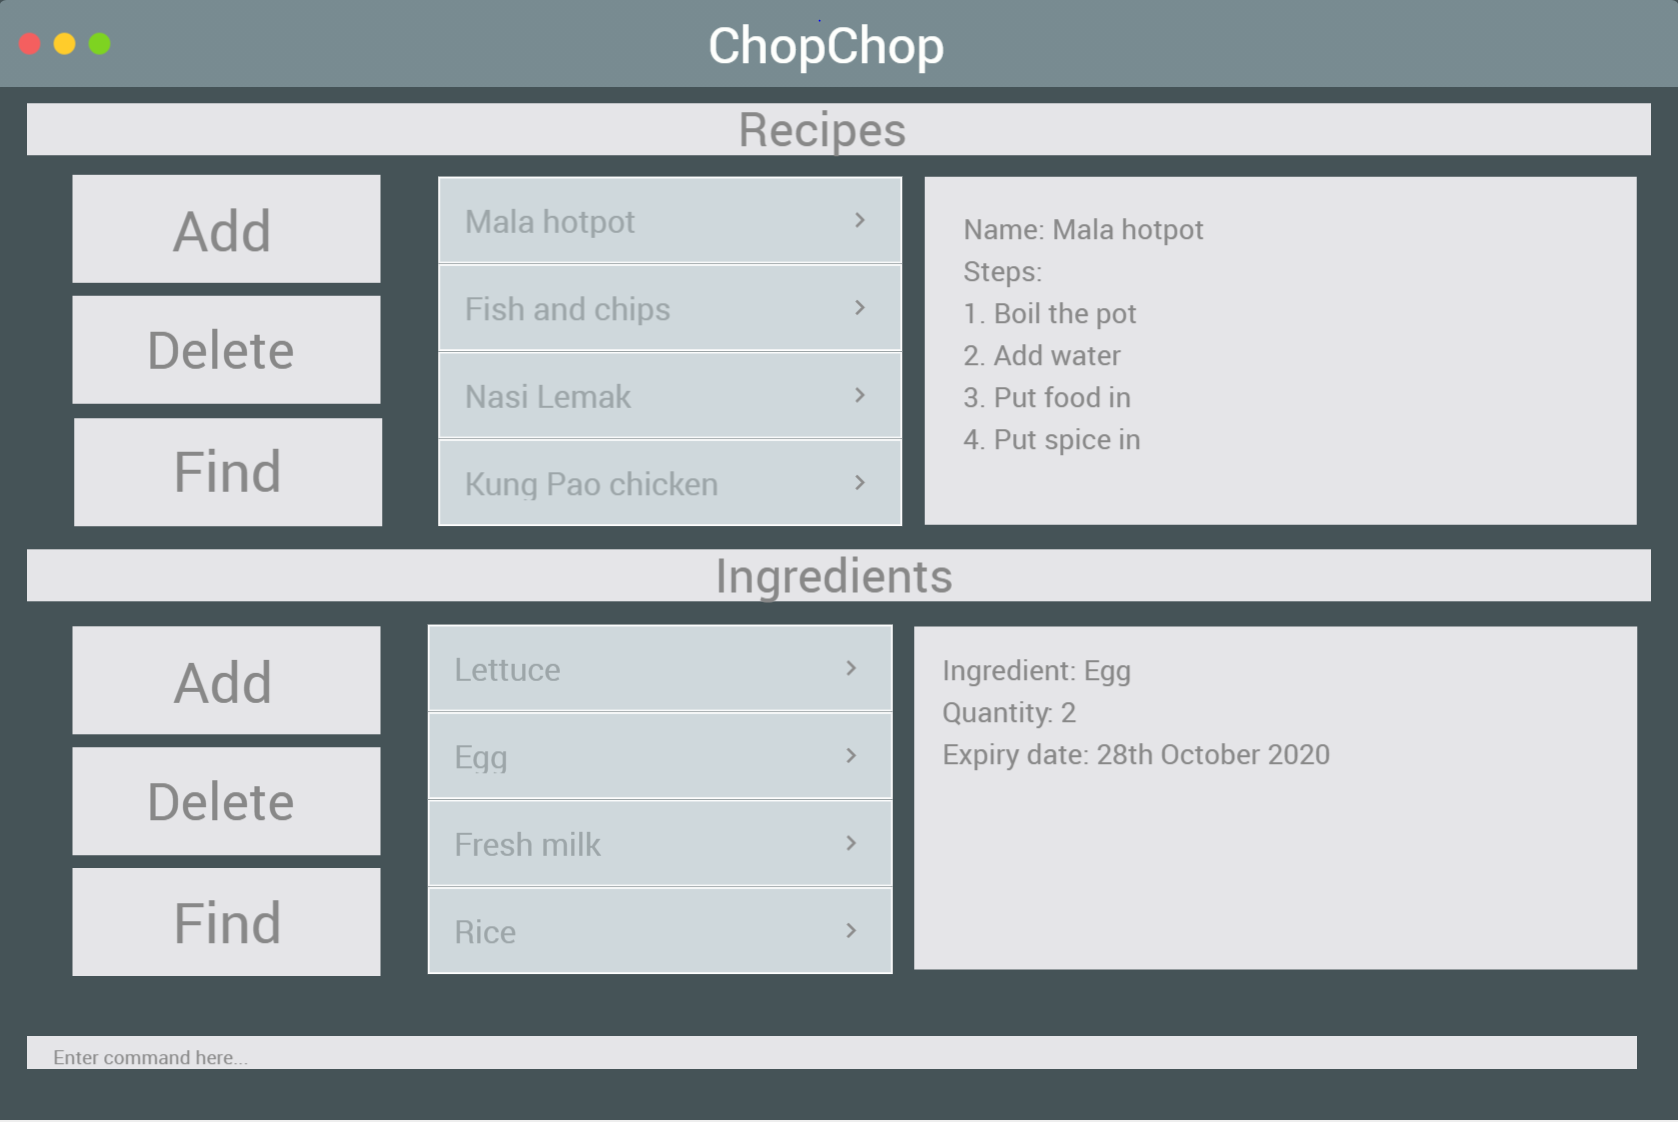 ChopChop
Recipes
Add
Delete
Find
Mala hotpot
Fish and chips
Nasi Lemak
Kung Pao chicken
Name: Mala hotpot
Steps:
1. Boil the pot
2. Add water
3. Put food in
4. Put spice in
Ingredients
Add
Delete
Find
Lettuce
Egg
Fresh milk
Rice
Ingredient: Egg
Quantity: 2
Expiry date: 28th October 2020
Enter command here...